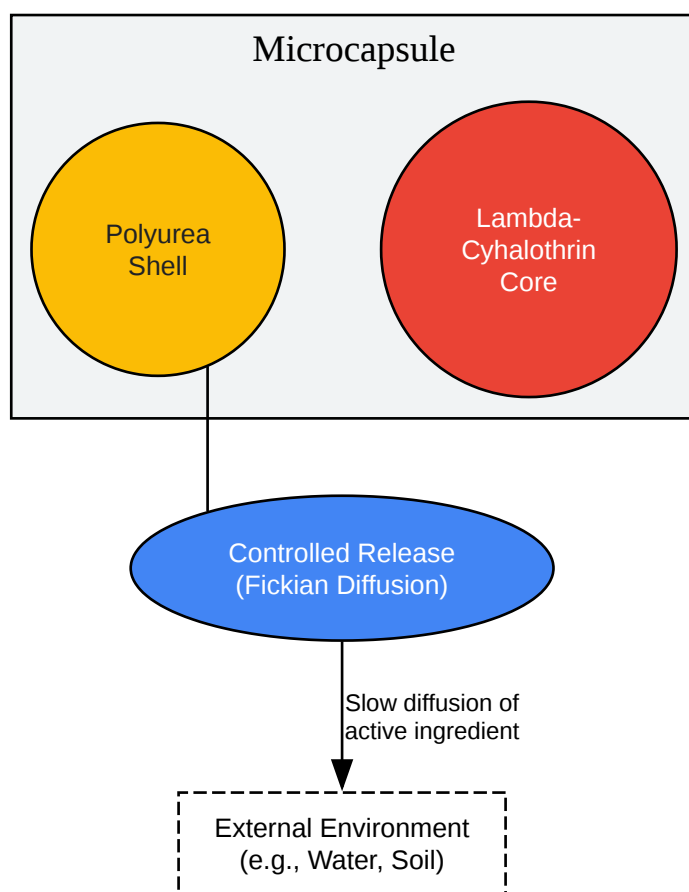 Microcapsule
Polyurea
Shell
Lambda-
Cyhalothrin
Core
Controlled Release
(Fickian Diffusion)
Slow diffusion of
active ingredient
External Environment
(e.g., Water, Soil)